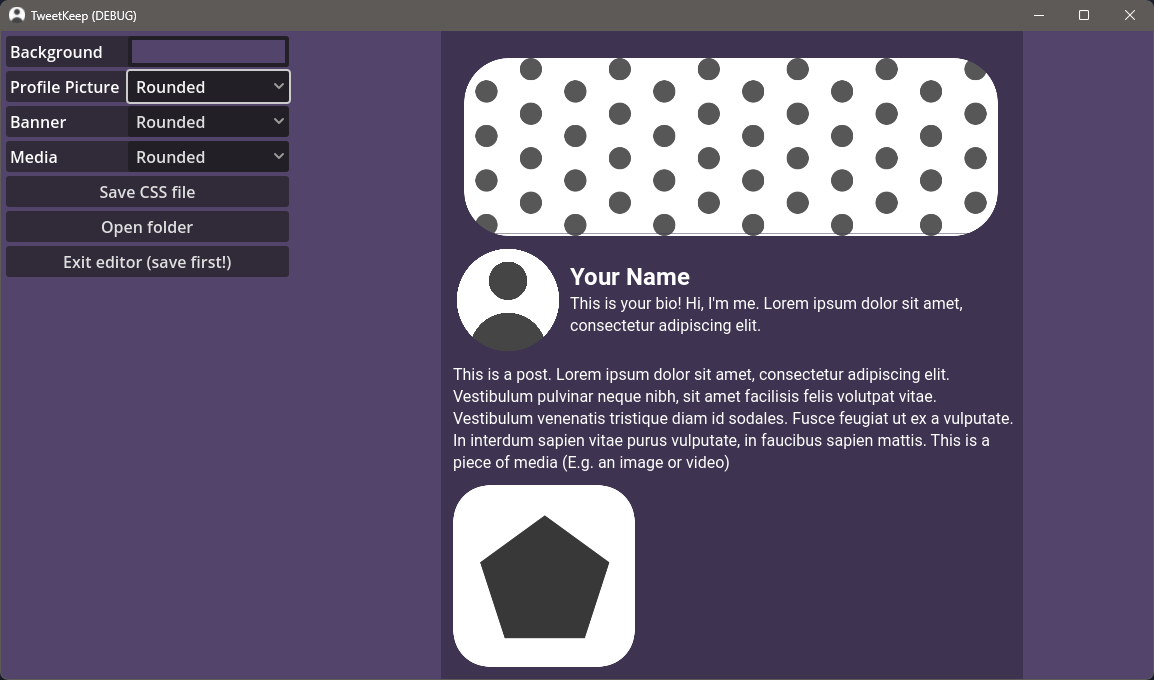 TweetKeep (DEBUG)
Background
Profile Picture Rounded
Banner Rounded
Media Rounded
Save CSS file
Open folder
Exit editor (save first!)
Your Name
This is your bio! Hi, I'm me. Lorem ipsum dolor sit amet,
consectetur adipiscing elit.
This is a post. Lorem ipsum dolor sit amet, consectetur adipiscing elit.
Vestibulum pulvinar neque nibh, sit amet facilisis felis volutpat vitae.
Vestibulum venenatis tristique diam id sodales. Fusce feugiat ut ex a vulputate.
In interdum sapien vitae purus vulputate, in faucibus sapien mattis. This is a
piece of media (E.g. an image or video)